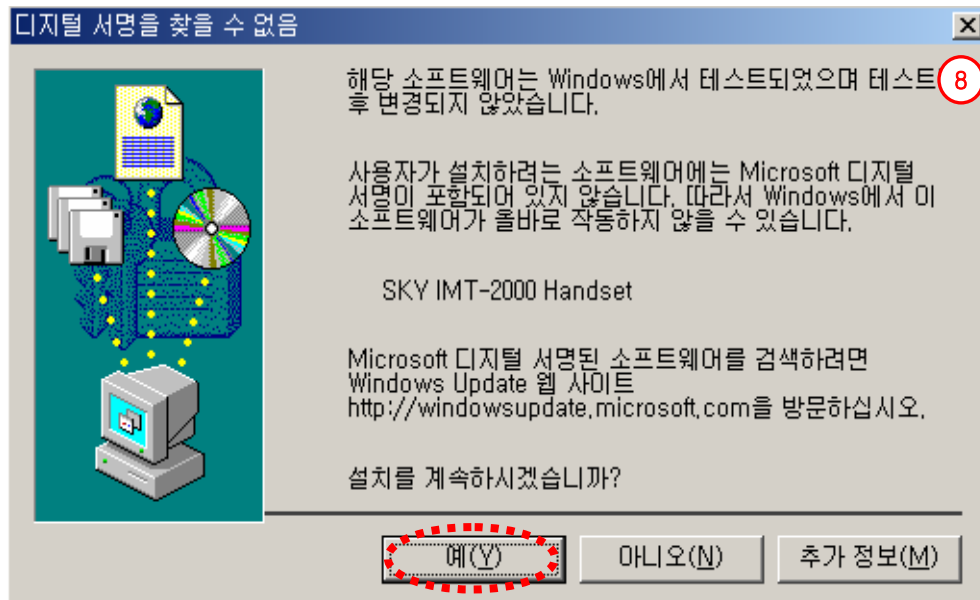 디지털 서명을 찾을 수 없음
해당 소프트웨어는 Windows에서 테스트되었으며 테스트
후 변경되지 않았습니다.
8
사용자가 설치하려는 소프트웨어에는 Microsoft 디지털
서명이 포함되어 있지 않습니다. 따라서 Windows에서 이
소프트웨어가 올바로 작동하지 않을 수 있습니다.
SKY IMT-2000 Handset
Microsoft 디지털 서명된 소프트웨어를 검색하려면
Windows Update 웹 사이트
http://windowsupdate.microsoft.com을 방문하십시오.
설치를 계속하시겠습니까?
예(Y) 아니오(N) 추가 정보(M)